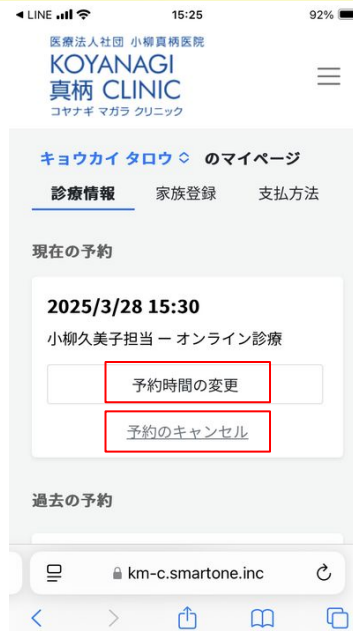 LINE 15:25 92%
医療法人社団 小柳真柄医院
KOYANAGI
真柄 CLINIC
コヤナギ マガラ クリニック
キョウカイ タロウ のマイページ
診療情報 家族登録 支払方法
現在の予約
2025/3/28 15:30
小柳久美子担当 ー オンライン診療
予約時間の変更
予約のキャンセル
過去の予約
km-c.smartone.inc